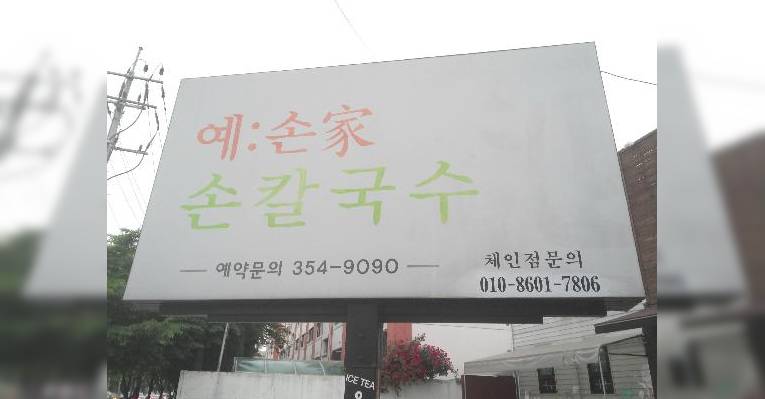 예:손家
손칼국수
예약문의 354-9090
체인점문의
010-8601-7806
ICE TEA